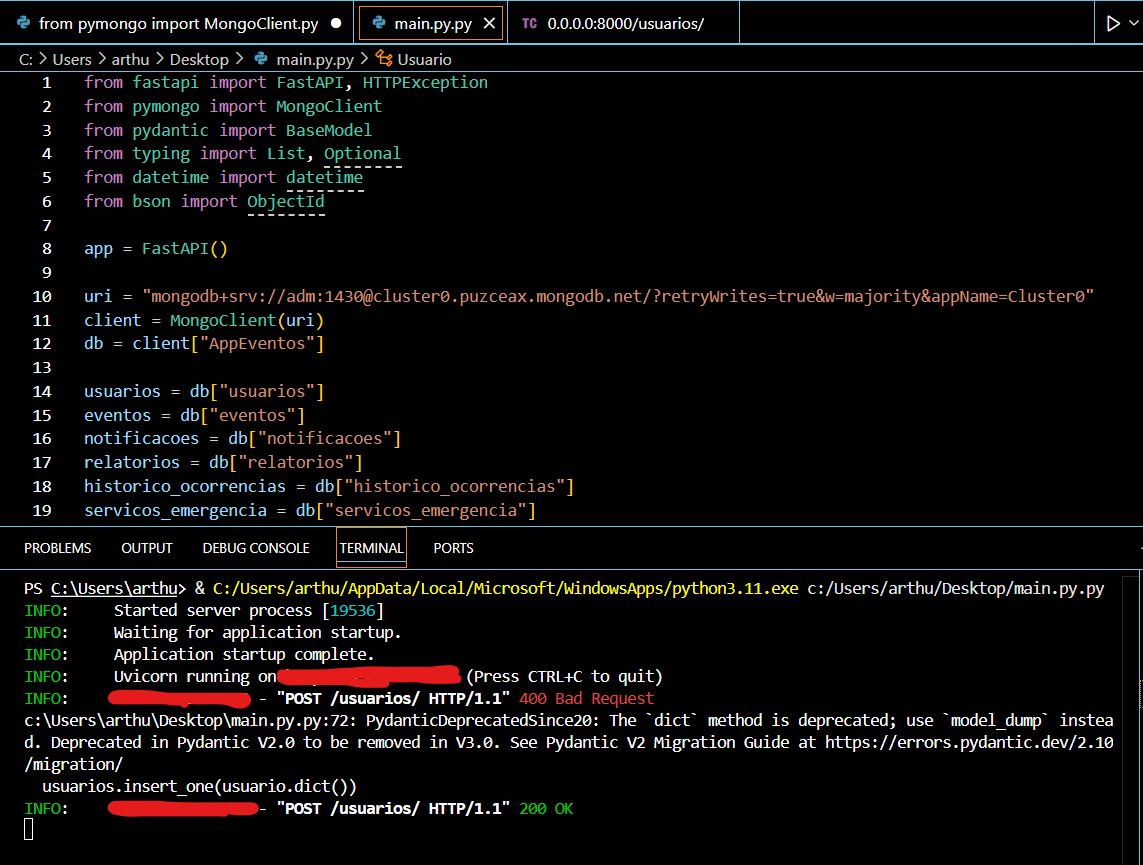 from pymongo import MongoClient.py
main.py.py
TC 0.0.0.0:8000/usuarios/
C: > Users > arthu > Desktop > main.py.py > Usuario
1 from fastapi import FastAPI, HTTPException
2 from pymongo import MongoClient
3 from pydantic import BaseModel
4 from typing import List, Optional
5 from datetime import datetime
6 from bson import ObjectId
7
8 app = FastAPI()
9
10 uri = "mongodb+srv://adm:1430@cluster0.puzceax.mongodb.net/?retryWrites=true&w=majority&appName=Cluster0"
11 client = MongoClient(uri)
12 db = client["AppEventos"]
13
14 usuarios = db["usuarios"]
15 eventos = db["eventos"]
16 notificacoes = db["notificacoes"]
17 relatorios = db["relatorios"]
18 historico_ocorrencias = db["historico_ocorrencias"]
19 servicos_emergencia = db["servicos_emergencia"]
PROBLEMS OUTPUT DEBUG CONSOLE TERMINAL PORTS
PS C:\Users\arthu> & C:/Users/arthu/AppData/Local/Microsoft/WindowsApps/python3.11.exe c:/Users/arthu/Desktop/main.py.py
INFO: Started server process [19536]
INFO: Waiting for application startup.
INFO: Application startup complete.
INFO: Uvicorn running on (Press CTRL+C to quit)
INFO: - "POST /usuarios/ HTTP/1.1" 400 Bad Request
c:\Users\arthu\Desktop\main.py.py:72: PydanticDeprecatedSince20: The `dict` method is deprecated; use `model_dump` instea
d. Deprecated in Pydantic V2.0 to be removed in V3.0. See Pydantic V2 Migration Guide at https://errors.pydantic.dev/2.10
/migration/
usuarios.insert_one(usuario.dict())
INFO: - "POST /usuarios/ HTTP/1.1" 200 OK